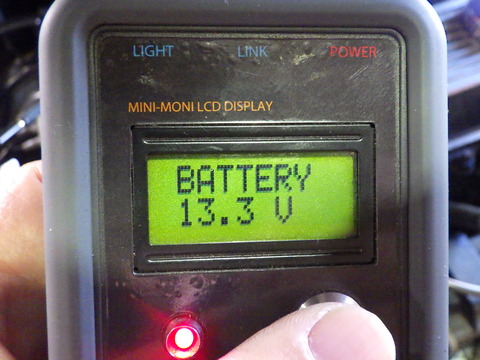 LIGHT LINK POWER
MINI-MONI LCD DISPLAY
BATTERY
13.3 V